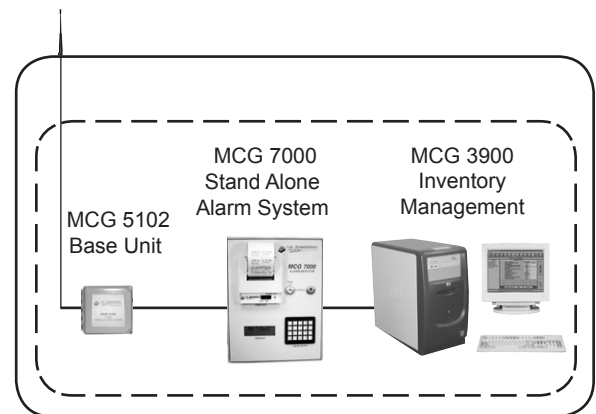 MCG 7000
Stand Alone
Alarm System
MCG 3900
Inventory
Management
MCG 5102
Base Unit
MCG 7000